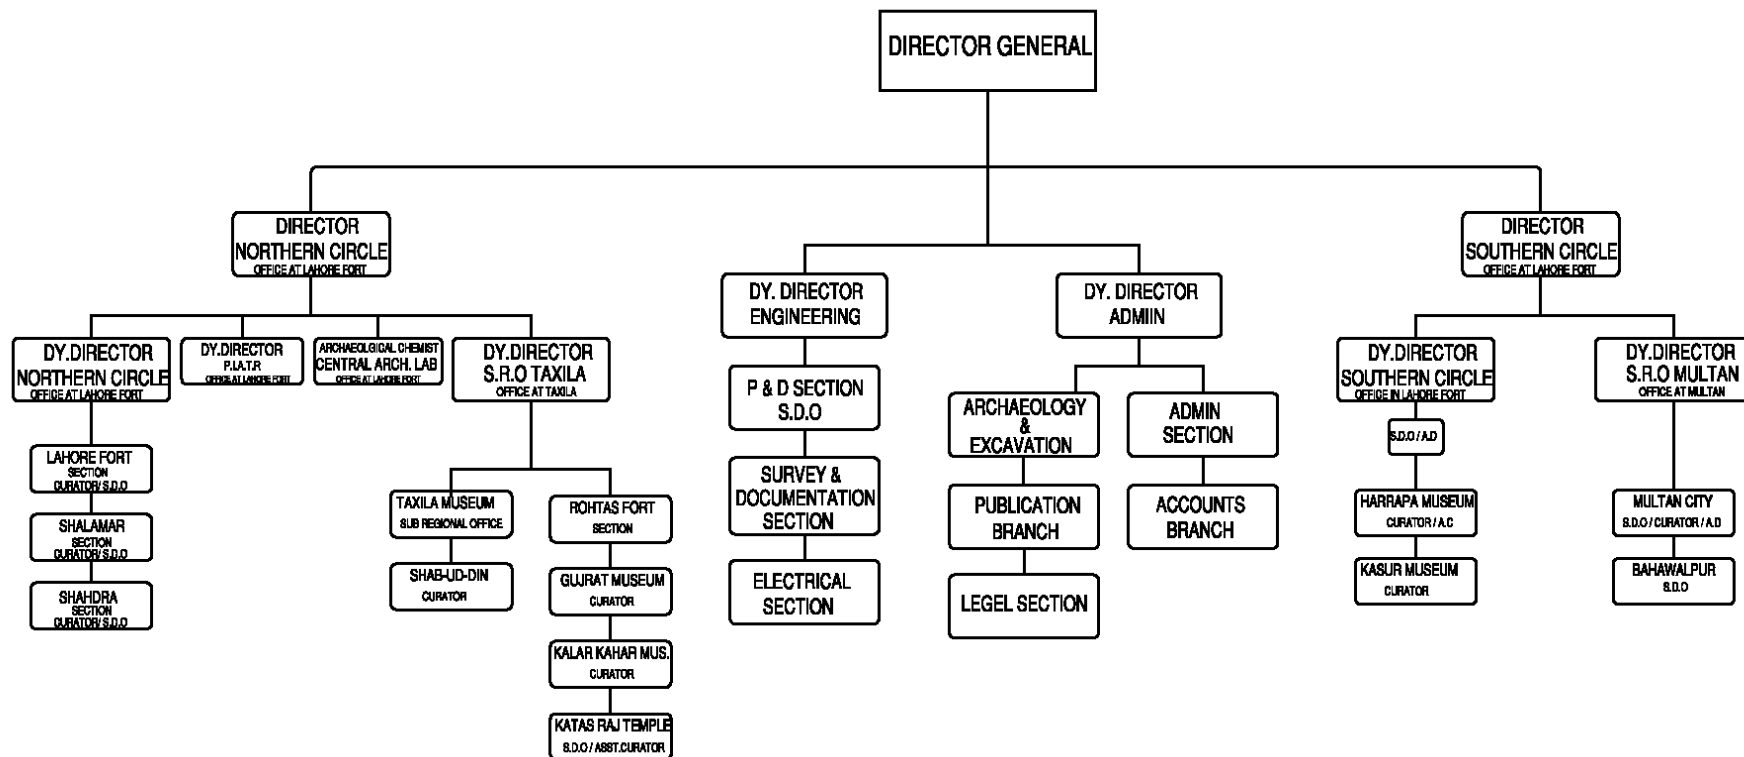 DIRECTOR GENERAL
DIRECTOR
NORTHERN CIRCLE
OFFICE AT LAHORE FORT
DIRECTOR
SOUTHERN CIRCLE
OFFICE AT LAHORE FORT
DY. DIRECTOR
ENGINEERING
DY. DIRECTOR
ADMIIN
DY.DIRECTOR
NORTHERN CIRCLE
OFFICE AT LAHORE FORT
DY.DIRECTOR
P.I.A.T.R
OFFICE AT LAHORE FORT
ARCHAEOLGICAL CHEMIST
CENTRAL ARCH. LAB
OFFICE AT LAHORE FORT
DY.DIRECTOR
S.R.O TAXILA
OFFICE AT TAXILA
DY.DIRECTOR
SOUTHERN CIRCLE
OFFICE IN LAHORE FORT
DY.DIRECTOR
S.R.O MULTAN
OFFICE AT MULTAN
P & D SECTION
S.D.O
ARCHAEOLOGY
&
EXCAVATION
ADMIN
SECTION
S.D.O / A.D
LAHORE FORT
SECTION
CURATOR/ S.D.O
SURVEY &
DOCUMENTATION
SECTION
TAXILA MUSEUM
SUB REGIONAL OFFICE
ROHTAS FORT
SECTION
PUBLICATION
BRANCH
ACCOUNTS
BRANCH
HARRAPA MUSEUM
CURATOR / A.C
MULTAN CITY
S.D.O / CURATOR / A.D
SHALAMAR
SECTION
CURATOR/ S.D.O
SHAB-UD-DIN
CURATOR
GUJRAT MUSEUM
CURATOR
ELECTRICAL
SECTION
LEGEL SECTION
KASUR MUSEUM
CURATOR
BAHAWALPUR
S.D.O
SHAHDRA
SECTION
CURATOR/ S.D.O
KALAR KAHAR MUS.
CURATOR
KATAS RAJ TEMPLE
S.D.O / ASST.CURATOR